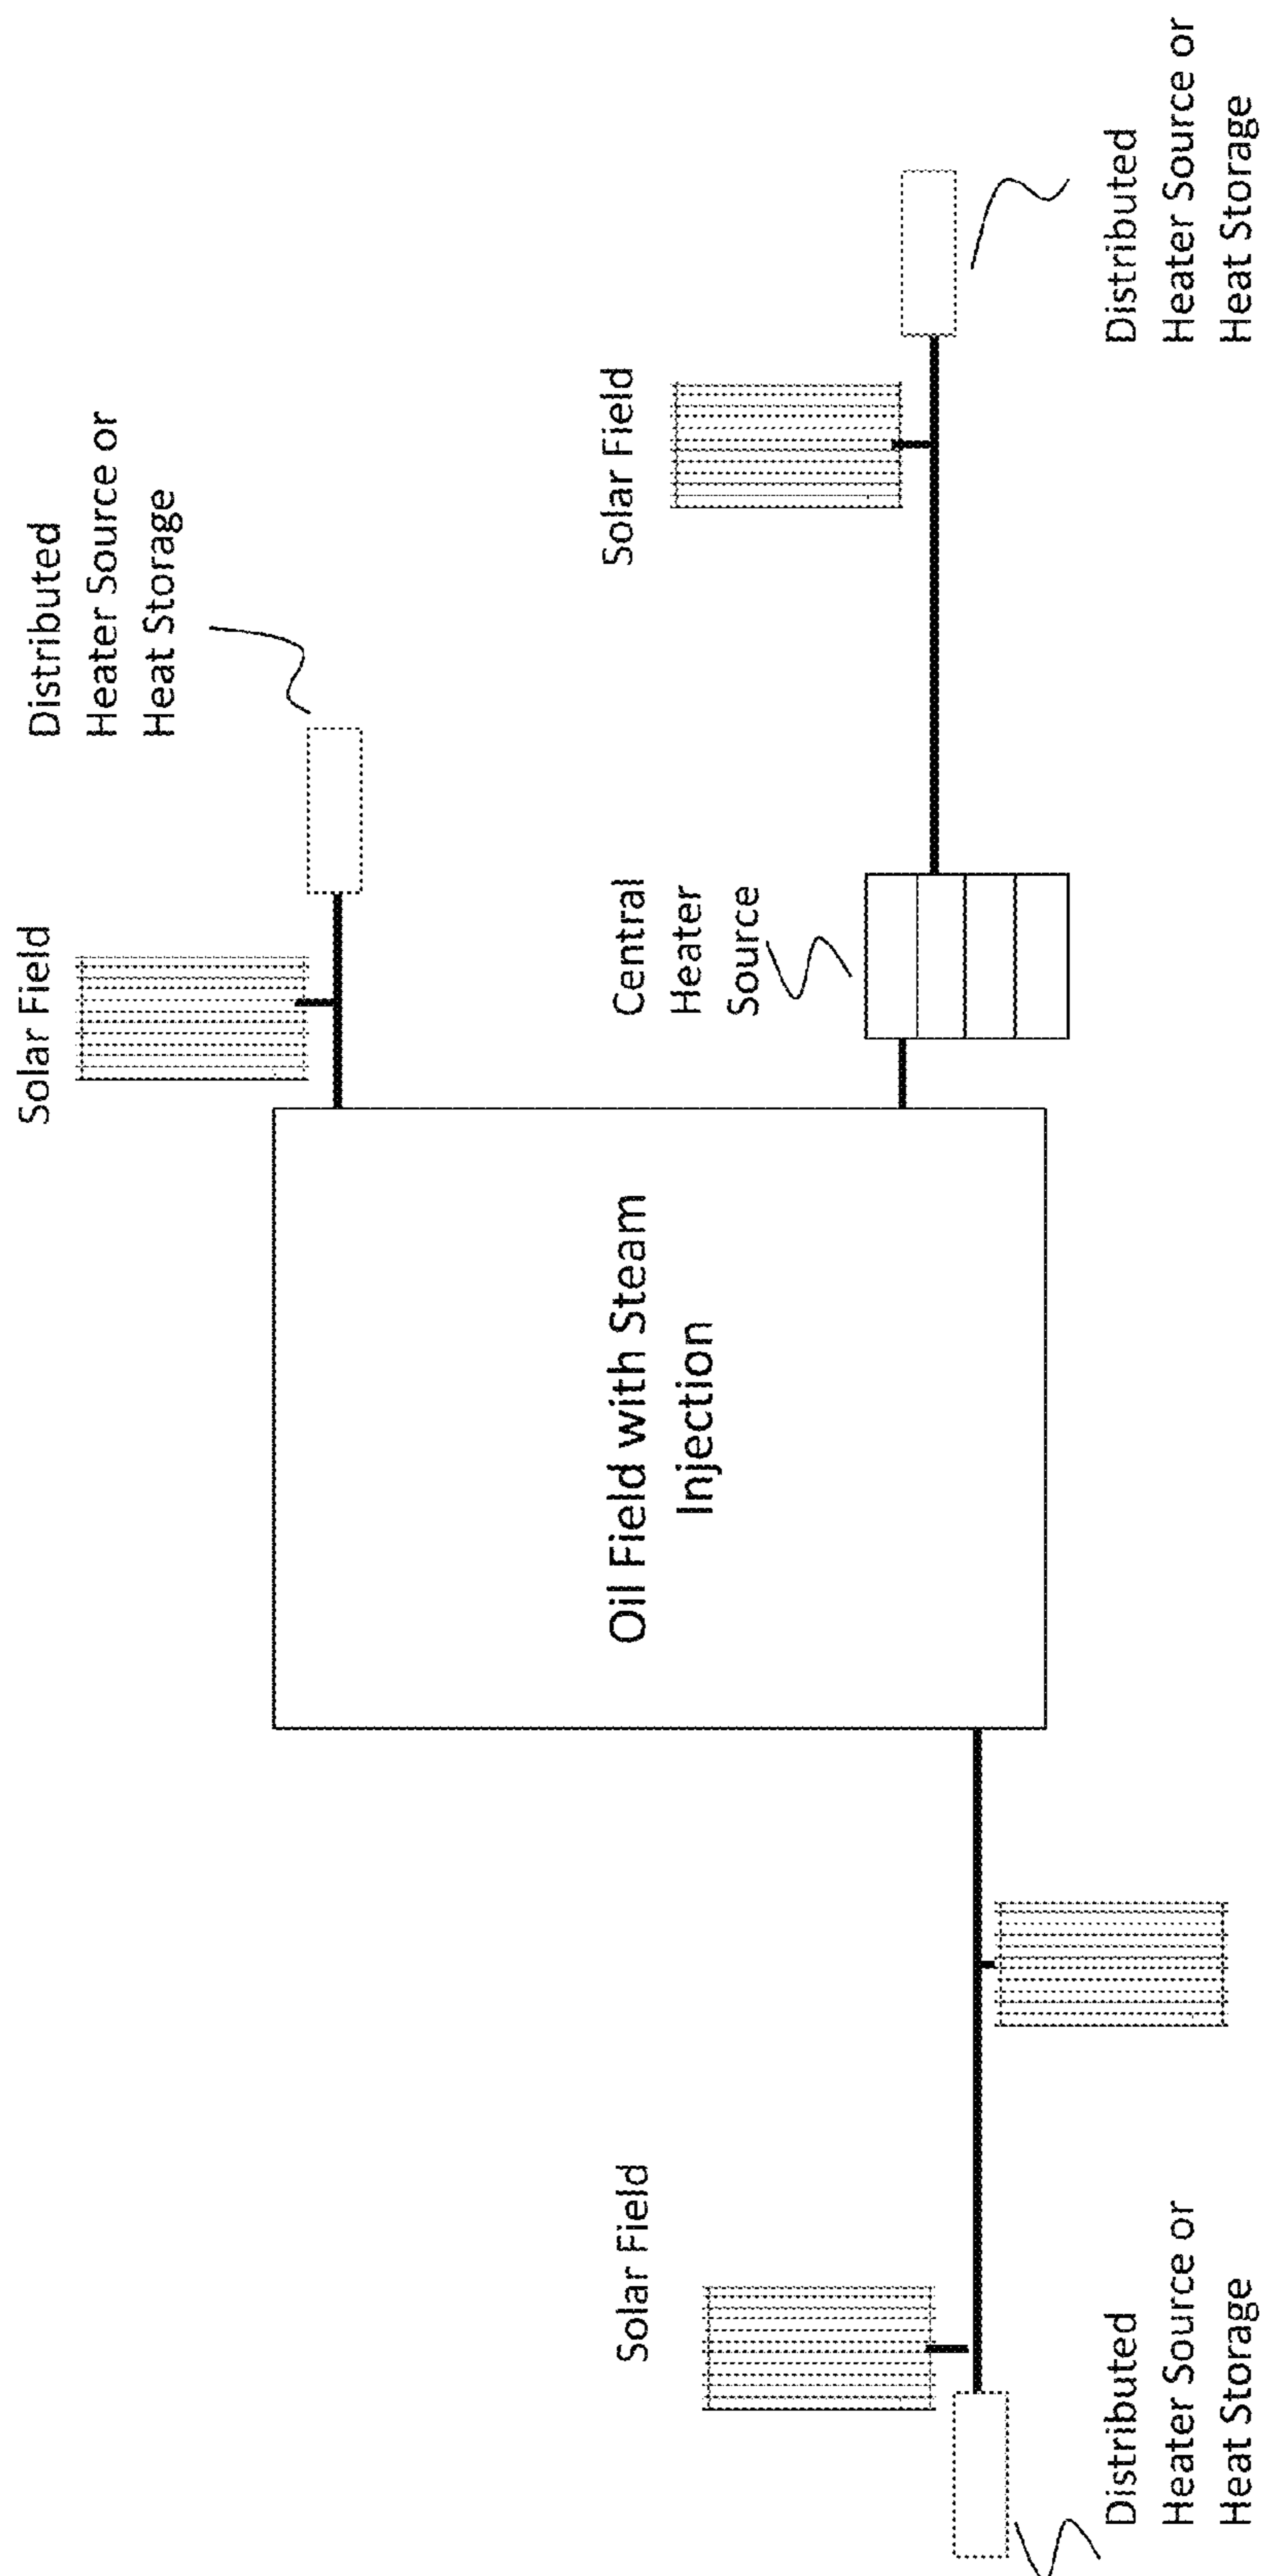 Solar Field
Distributed
Heater Source or
Heat Storage
Solar Field
Oil Field with Steam
Injection
Central
Heater
Source
Solar Field
Distributed
Heater Source or
Heat Storage
Distributed
Heater Source or
Heat Storage